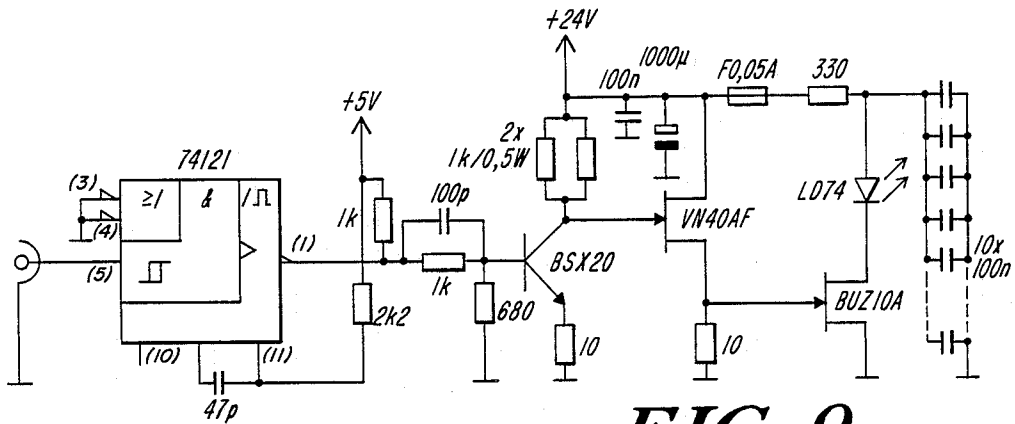 +24V
1000μ
100n
F0,05A
330
+5V
2x
1k/0,5W
74121
(3)
≥1
&
1⎍
100p
LD74
(4)
1k
VN40AF
(1)
(5)
1k
BSX20
10x
100n
BUZ10A
2k2
680
10
10
(10)
(11)
47p
FIG. 9